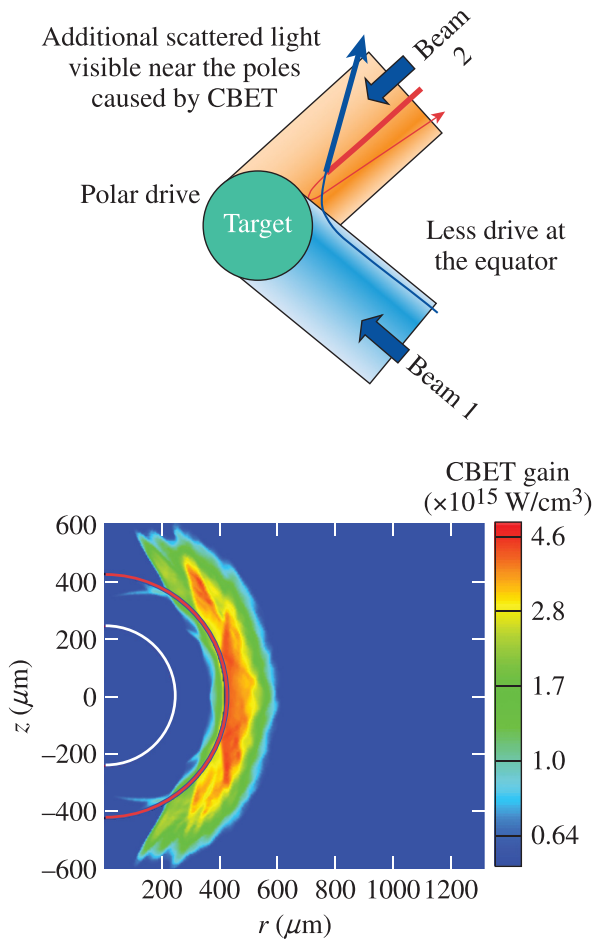 Additional scattered light
visible near the poles
caused by CBET
Beam
2
Polar drive
Target
Less drive at
the equator
Beam 1
CBET gain
(×10¹⁵ W/cm³)
600
400
200
0
−200
−400
−600
z (μm)
4.6
2.8
1.7
1.0
0.64
200 400 600 800 1000 1200
r (μm)